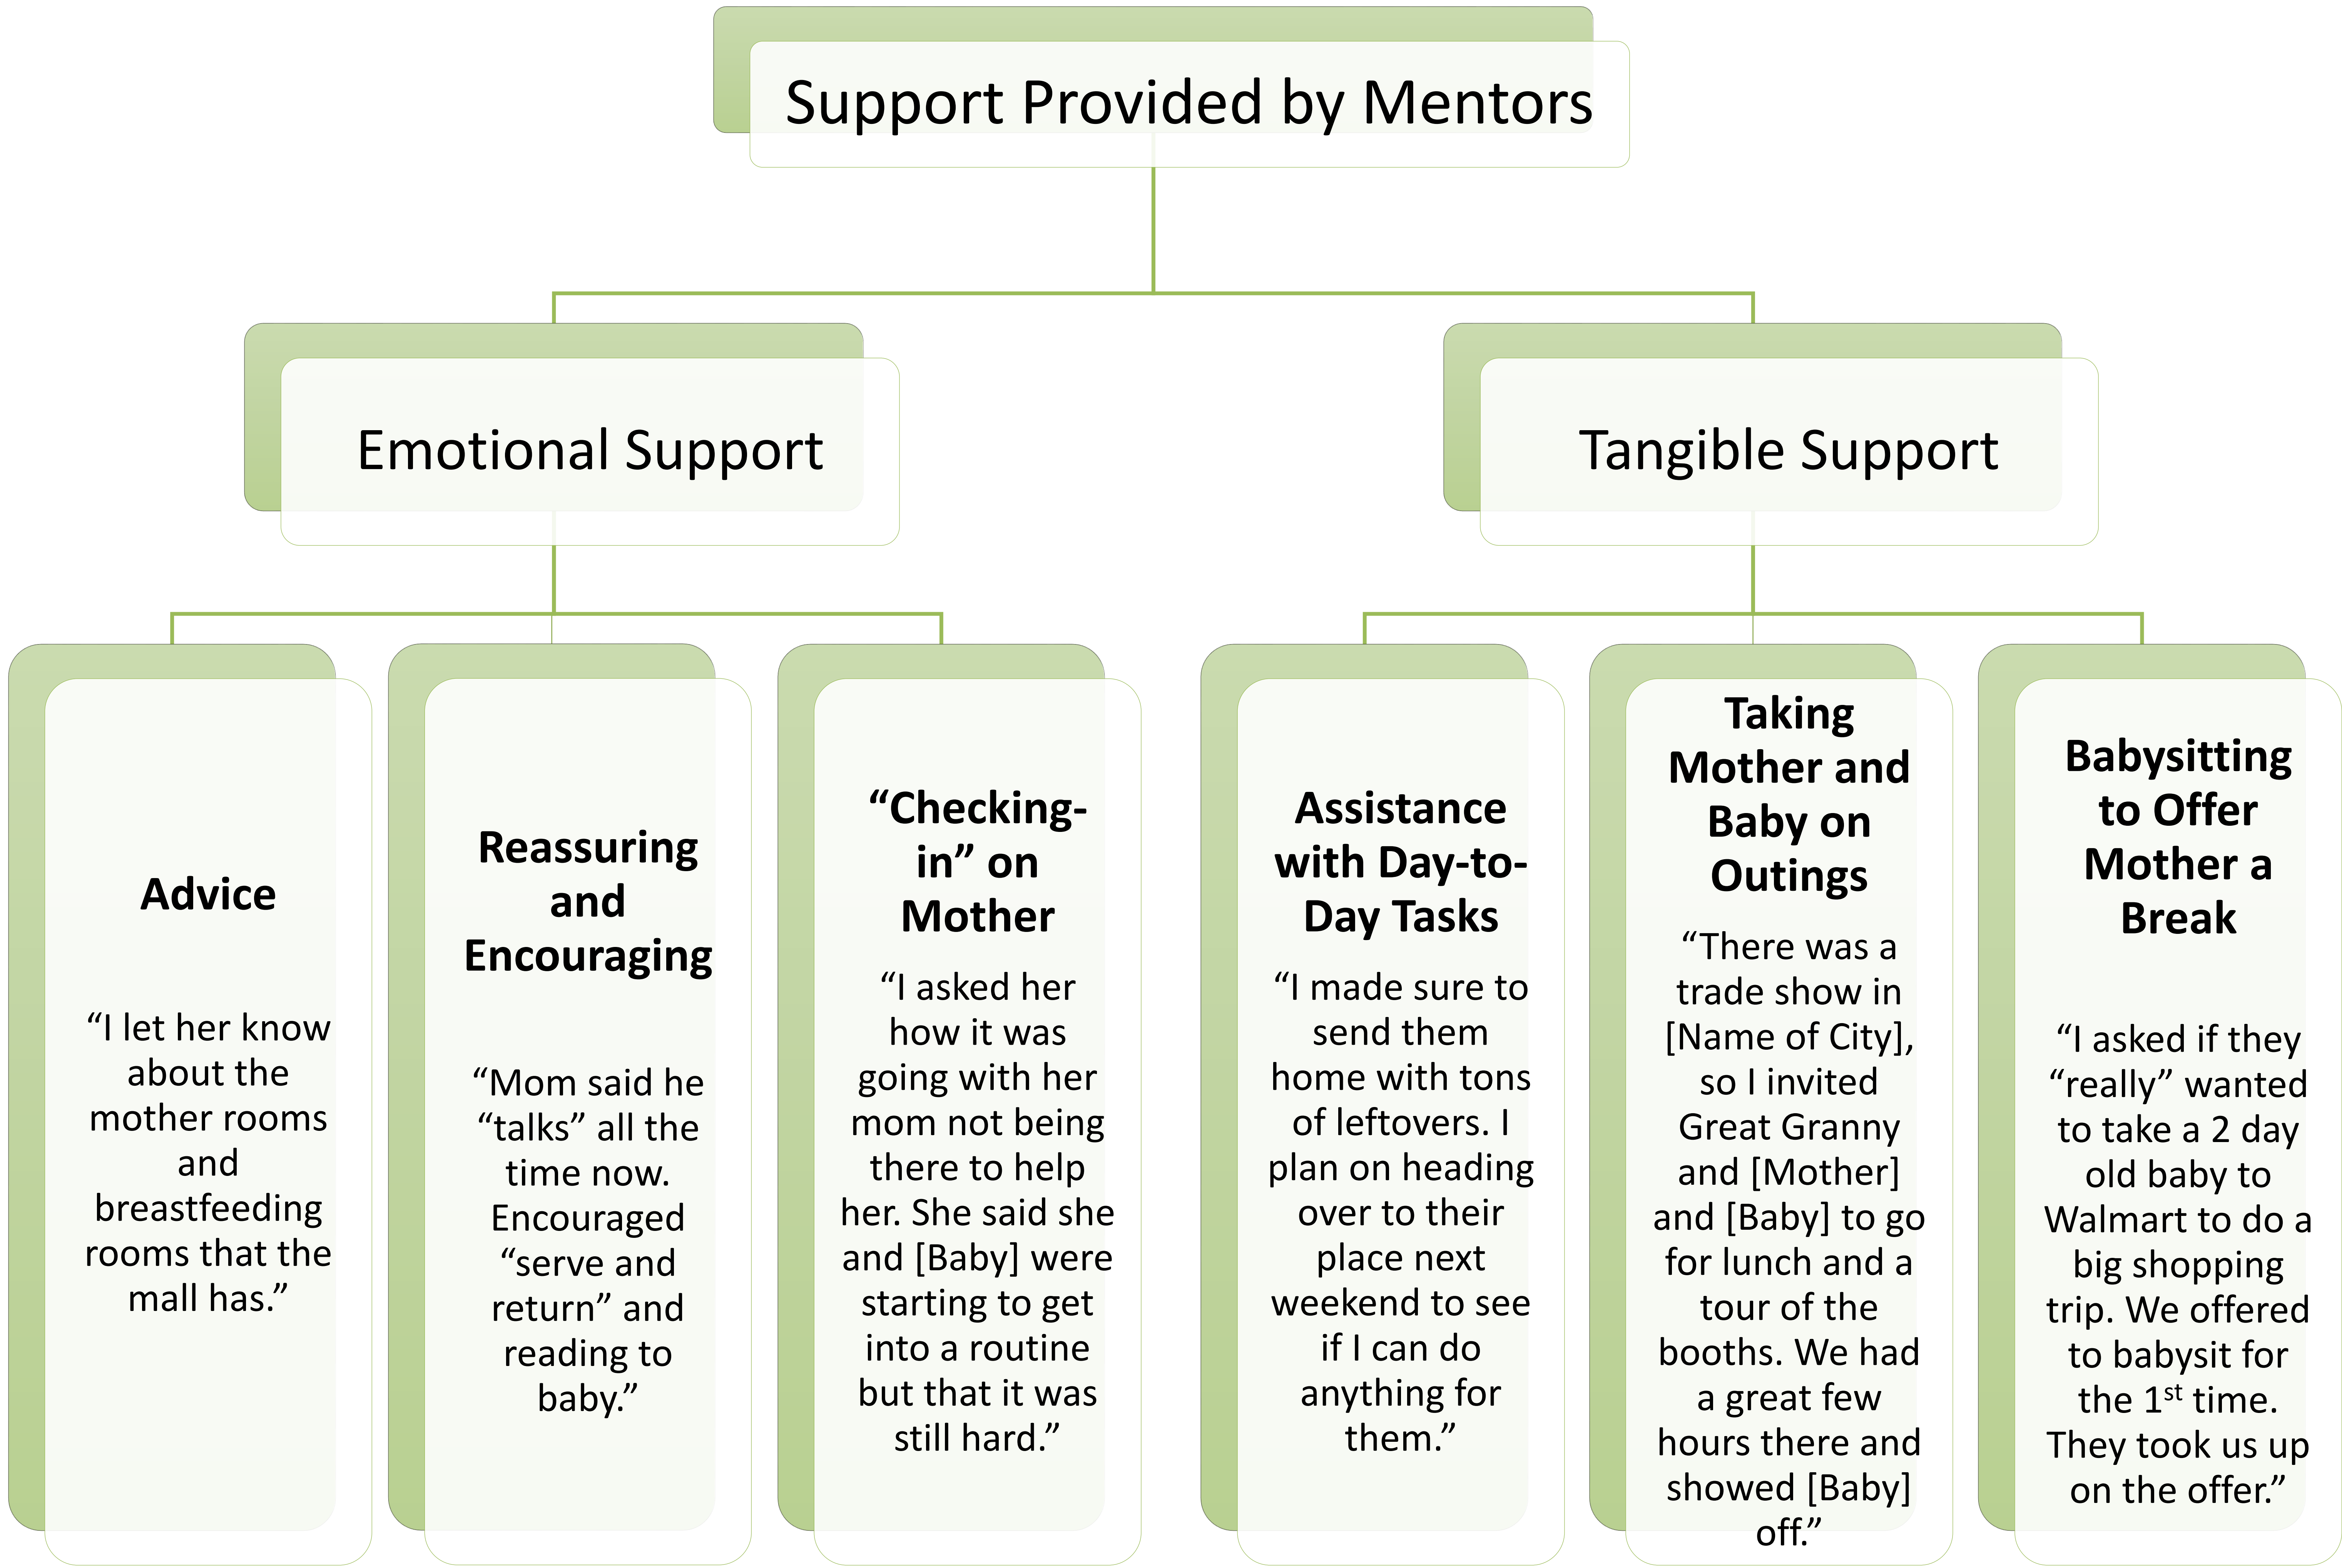 Support Provided by Mentors
Emotional Support
Tangible Support
Advice
“I let her know
about the
mother rooms
and
breastfeeding
rooms that the
mall has.”
Reassuring
and
Encouraging
“Mom said he
“talks” all the
time now.
Encouraged
“serve and
return” and
reading to
baby.”
“Checking-
in” on
Mother
“I asked her
how it was
going with her
mom not being
there to help
her. She said she
and [Baby] were
starting to get
into a routine
but that it was
still hard.”
Assistance
with Day-to-
Day Tasks
“I made sure to
send them
home with tons
of leftovers. I
plan on heading
over to their
place next
weekend to see
if I can do
anything for
them.”
Taking
Mother and
Baby on
Outings
“There was a
trade show in
[Name of City],
so I invited
Great Granny
and [Mother]
and [Baby] to go
for lunch and a
tour of the
booths. We had
a great few
hours there and
showed [Baby]
off.”
Babysitting
to Offer
Mother a
Break
“I asked if they
“really” wanted
to take a 2 day
old baby to
Walmart to do a
big shopping
trip. We offered
to babysit for
the 1st time.
They took us up
on the offer.”